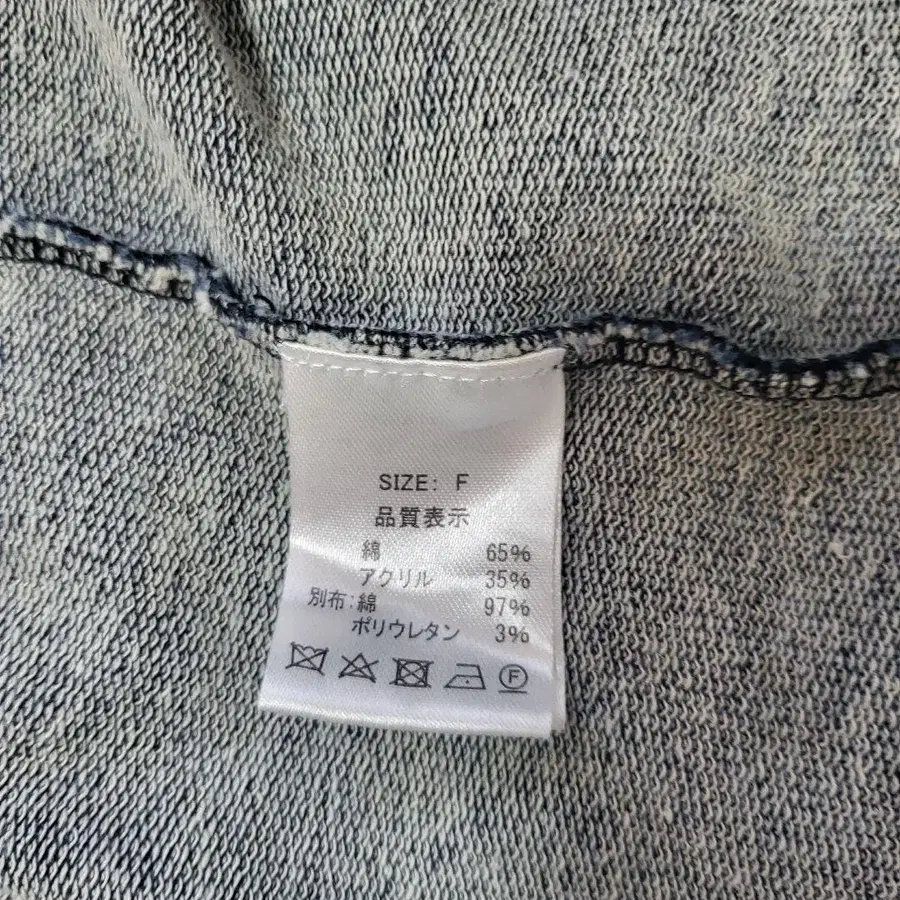 SIZE: F
品質表示
綿 65%
アクリル 35%
別布:綿 97%
ポリウレタン 3%
F